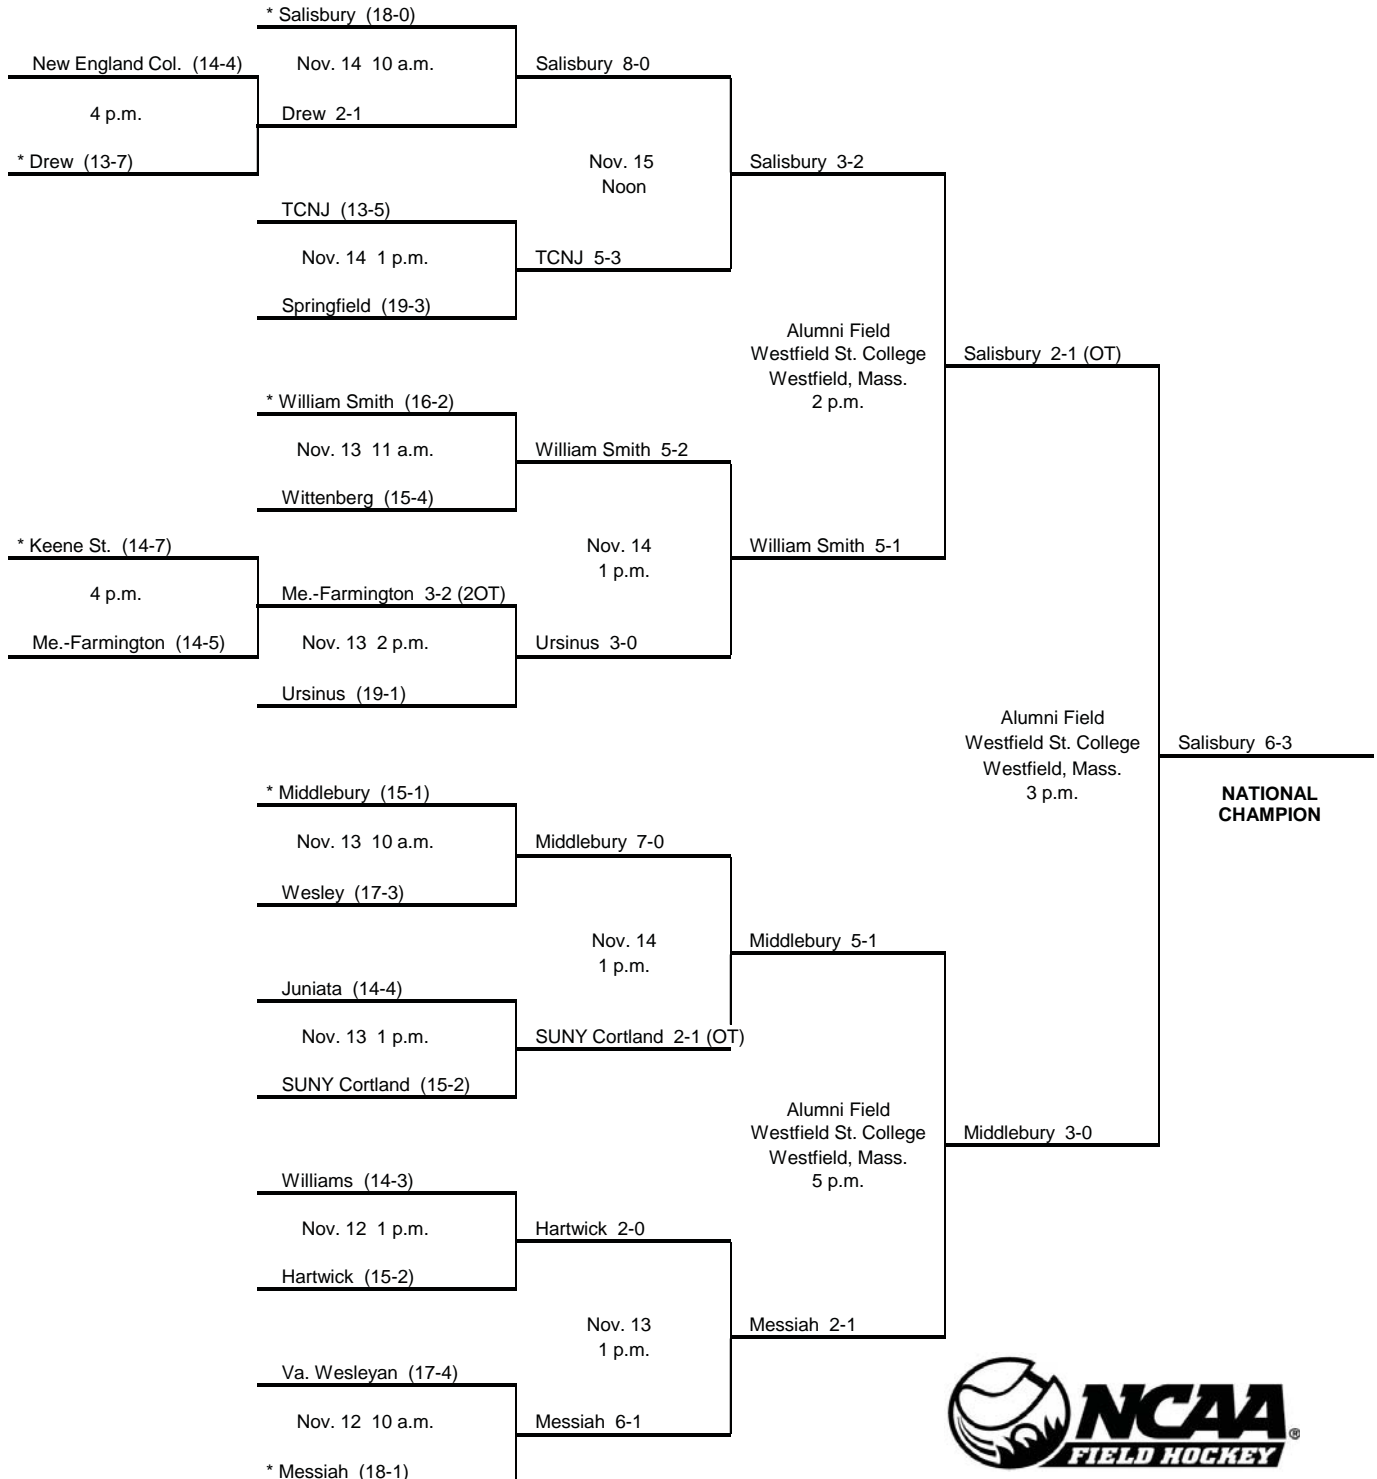 * Salisbury (18-0)
New England Col. (14-4)
Nov. 14 10 a.m.
Salisbury 8-0
4 p.m.
Drew 2-1
* Drew (13-7)
Nov. 15
Noon
Salisbury 3-2
TCNJ (13-5)
Nov. 14 1 p.m.
TCNJ 5-3
Springfield (19-3)
Alumni Field
Westfield St. College
Westfield, Mass.
2 p.m.
Salisbury 2-1 (OT)
* William Smith (16-2)
Nov. 13 11 a.m.
William Smith 5-2
Wittenberg (15-4)
* Keene St. (14-7)
Nov. 14
1 p.m.
William Smith 5-1
4 p.m.
Me.-Farmington 3-2 (2OT)
Me.-Farmington (14-5)
Nov. 13 2 p.m.
Ursinus 3-0
Ursinus (19-1)
Alumni Field
Westfield St. College
Westfield, Mass.
3 p.m.
Salisbury 6-3
NATIONAL
CHAMPION
* Middlebury (15-1)
Nov. 13 10 a.m.
Middlebury 7-0
Wesley (17-3)
Nov. 14
1 p.m.
Middlebury 5-1
Juniata (14-4)
Nov. 13 1 p.m.
SUNY Cortland 2-1 (OT)
SUNY Cortland (15-2)
Alumni Field
Westfield St. College
Westfield, Mass.
5 p.m.
Middlebury 3-0
Williams (14-3)
Nov. 12 1 p.m.
Hartwick 2-0
Hartwick (15-2)
Nov. 13
1 p.m.
Messiah 2-1
Va. Wesleyan (17-4)
Nov. 12 10 a.m.
Messiah 6-1
* Messiah (18-1)
NCAA®
FIELD HOCKEY